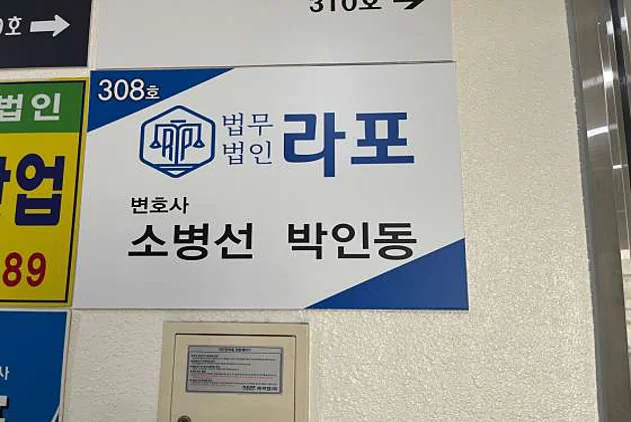 호 →
310호 →
308호
법무
법인 라포
변호사
소병선 박인동
법인
업
89
사